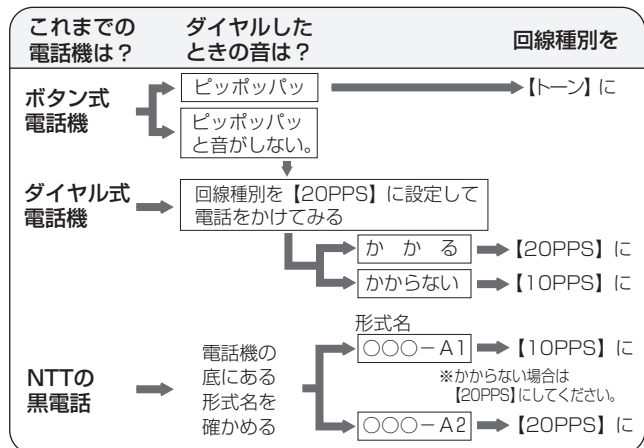 これまでの
電話機は？
ダイヤルした
ときの音は？
回線種別を
ボタン式
電話機
ピッポッパッ
【トーン】に
ピッポッパッ
と音がしない。
ダイヤル式
電話機
回線種別を【20PPS】に設定して
電話をかけてみる
かかる
【20PPS】に
かからない
【10PPS】に
NTTの
黒電話
電話機の
底にある
形式名を
確かめる
形式名
○○○－A1
【10PPS】に
※かからない場合は
【20PPS】にしてください。
○○○－A2
【20PPS】に